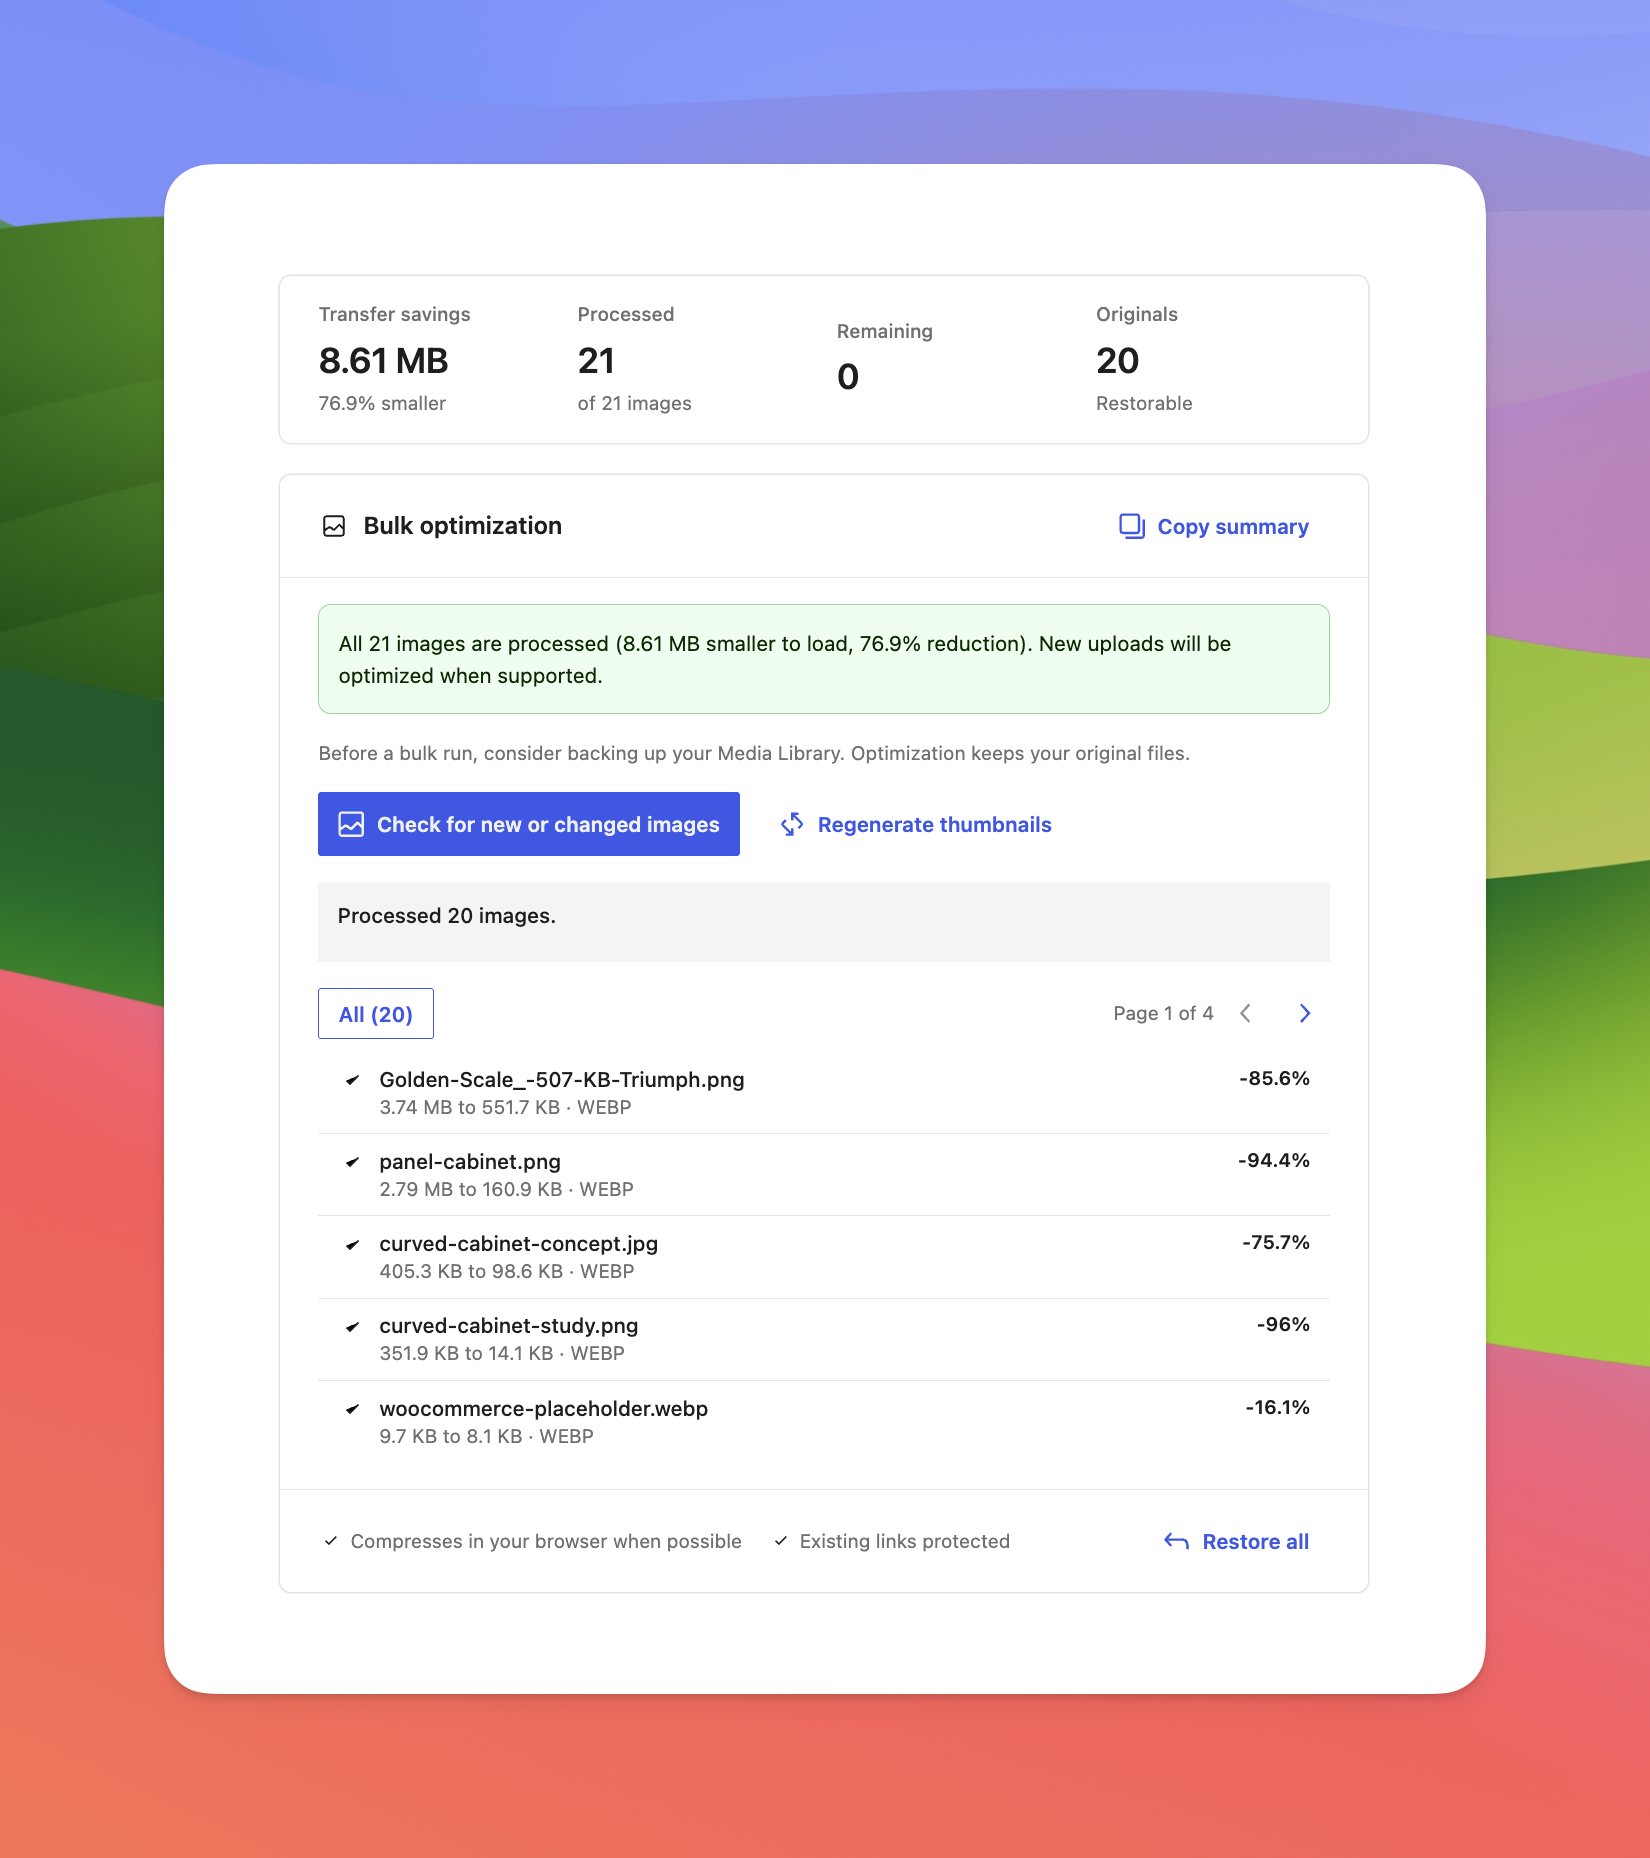 Transfer savings
8.61 MB
76.9% smaller
Processed
21
of 21 images
Remaining
0
Originals
20
Restorable
Bulk optimization
Copy summary
All 21 images are processed (8.61 MB smaller to load, 76.9% reduction). New uploads will be
optimized when supported.
Before a bulk run, consider backing up your Media Library. Optimization keeps your original files.
Check for new or changed images
Regenerate thumbnails
Processed 20 images.
All (20)
Page 1 of 4
Golden-Scale_-507-KB-Triumph.png
-85.6%
3.74 MB to 551.7 KB · WEBP
panel-cabinet.png
-94.4%
2.79 MB to 160.9 KB · WEBP
curved-cabinet-concept.jpg
-75.7%
405.3 KB to 98.6 KB · WEBP
curved-cabinet-study.png
-96%
351.9 KB to 14.1 KB · WEBP
woocommerce-placeholder.webp
-16.1%
9.7 KB to 8.1 KB · WEBP
Compresses in your browser when possible
Existing links protected
Restore all